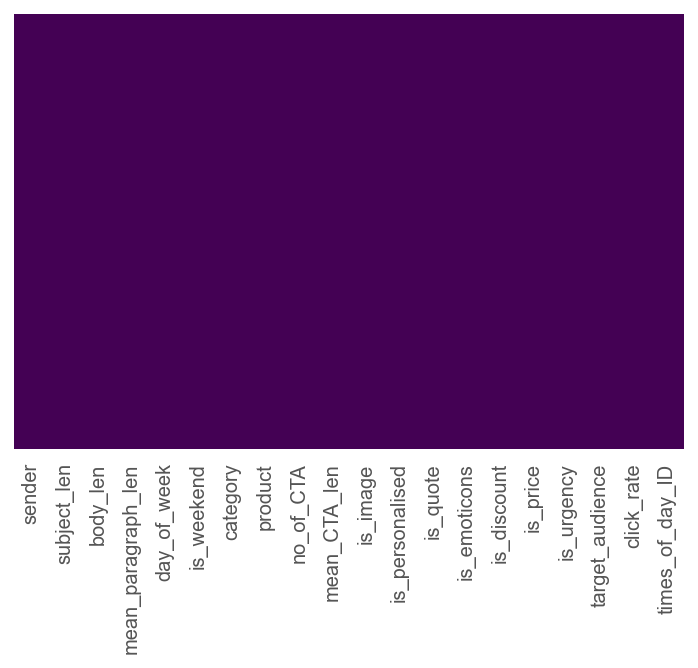 sender
subject_len
body_len
mean_paragraph_len
day_of_week
is_weekend
category
product
no_of_CTA
mean_CTA_len
is_image
is_personalised
is_quote
is_emoticons
is_discount
is_price
is_urgency
target_audience
click_rate
times_of_day_ID